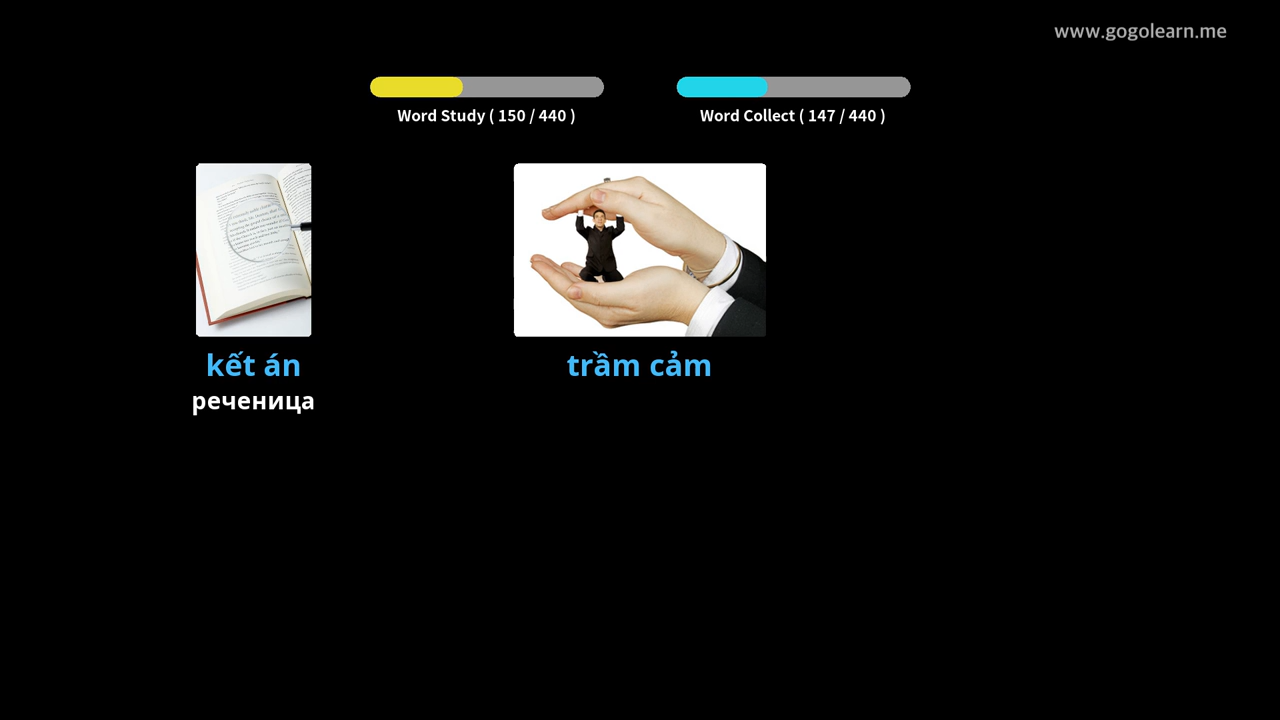 www.gogolearn.me
Word Study ( 150 / 440 )
Word Collect ( 147 / 440 )
kết án
реченица
trầm cảm